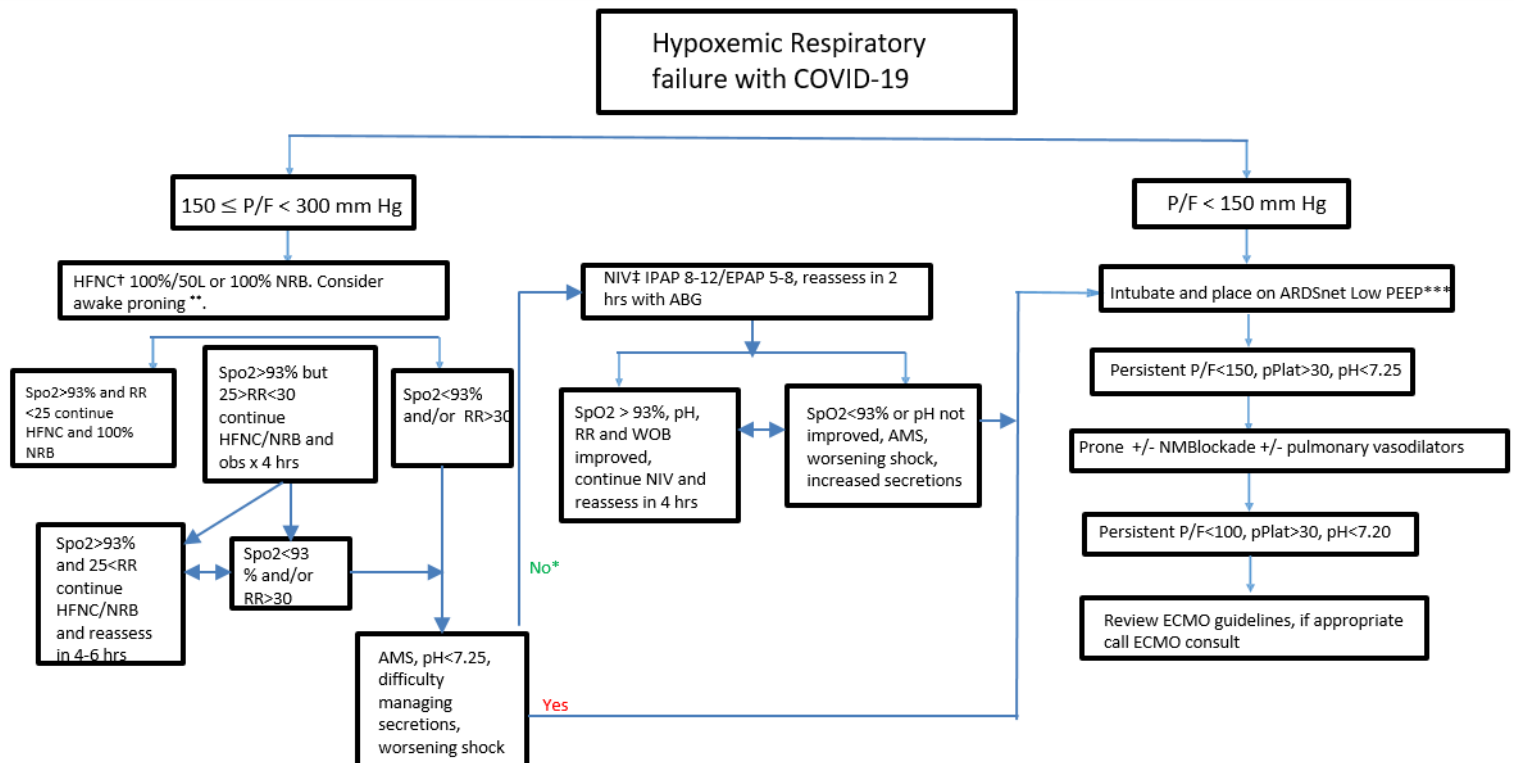 Hypoxemic Respiratory
failure with COVID-19
150 ≤ P/F < 300 mm Hg
P/F < 150 mm Hg
HFNC† 100%/50L or 100% NRB. Consider
awake proning **.
NIV‡ IPAP 8-12/EPAP 5-8, reassess in 2
hrs with ABG
Intubate and place on ARDSnet Low PEEP***
Spo2>93% and RR
<25 continue
HFNC and 100%
NRB
Spo2>93% but
25>RR<30
continue
HFNC/NRB and
obs x 4 hrs
Spo2<93%
and/or RR>30
SpO2 > 93%, pH,
RR and WOB
improved,
continue NIV and
reassess in 4 hrs
SpO2<93% or pH not
improved, AMS,
worsening shock,
increased secretions
Persistent P/F<150, pPlat>30, pH<7.25
Prone +/- NMBlockade +/- pulmonary vasodilators
Spo2>93%
and 25<RR
continue
HFNC/NRB
and reassess
in 4-6 hrs
Spo2<93
% and/or
RR>30
No*
Persistent P/F<100, pPlat>30, pH<7.20
Review ECMO guidelines, if appropriate
call ECMO consult
AMS, pH<7.25,
difficulty
managing
secretions,
worsening shock
Yes